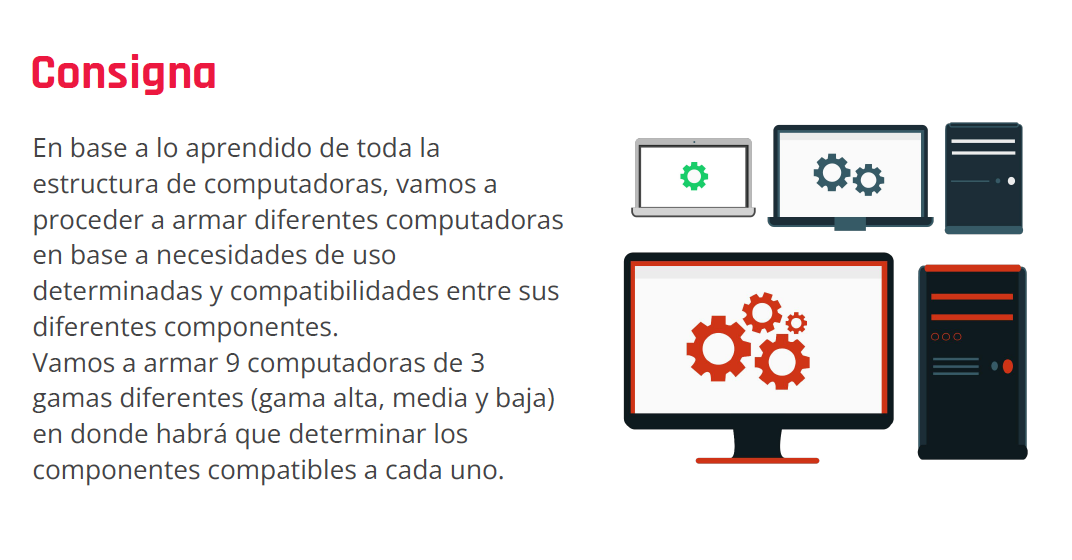 Consigna
En base a lo aprendido de toda la
estructura de computadoras, vamos a
proceder a armar diferentes computadoras
en base a necesidades de uso
determinadas y compatibilidades entre sus
diferentes componentes.
Vamos a armar 9 computadoras de 3
gamas diferentes (gama alta, media y baja)
en donde habrá que determinar los
componentes compatibles a cada uno.